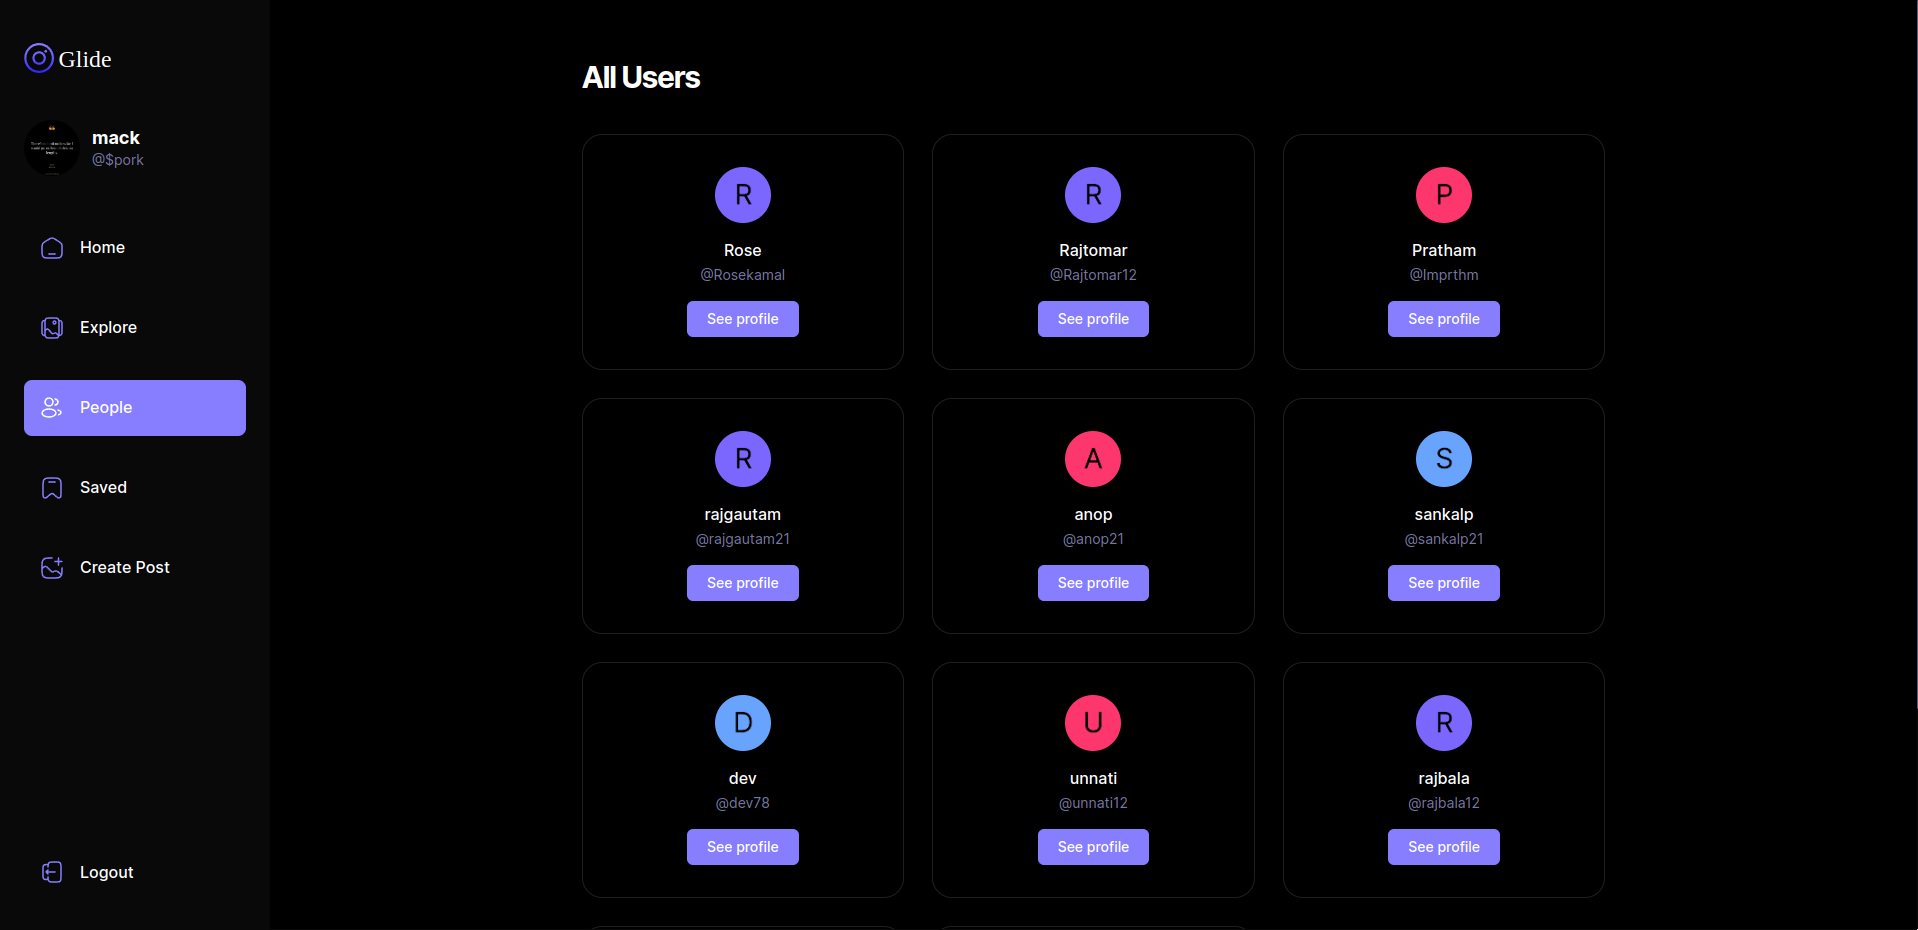 Glide
mack
@$pork
Home
Explore
People
Saved
Create Post
Logout
All Users
R
Rose
@Rosekamal
See profile
R
Rajtomar
@Rajtomar12
See profile
P
Pratham
@Imprthm
See profile
R
rajgautam
@rajgautam21
See profile
A
anop
@anop21
See profile
S
sankalp
@sankalp21
See profile
D
dev
@dev78
See profile
U
unnati
@unnati12
See profile
R
rajbala
@rajbala12
See profile